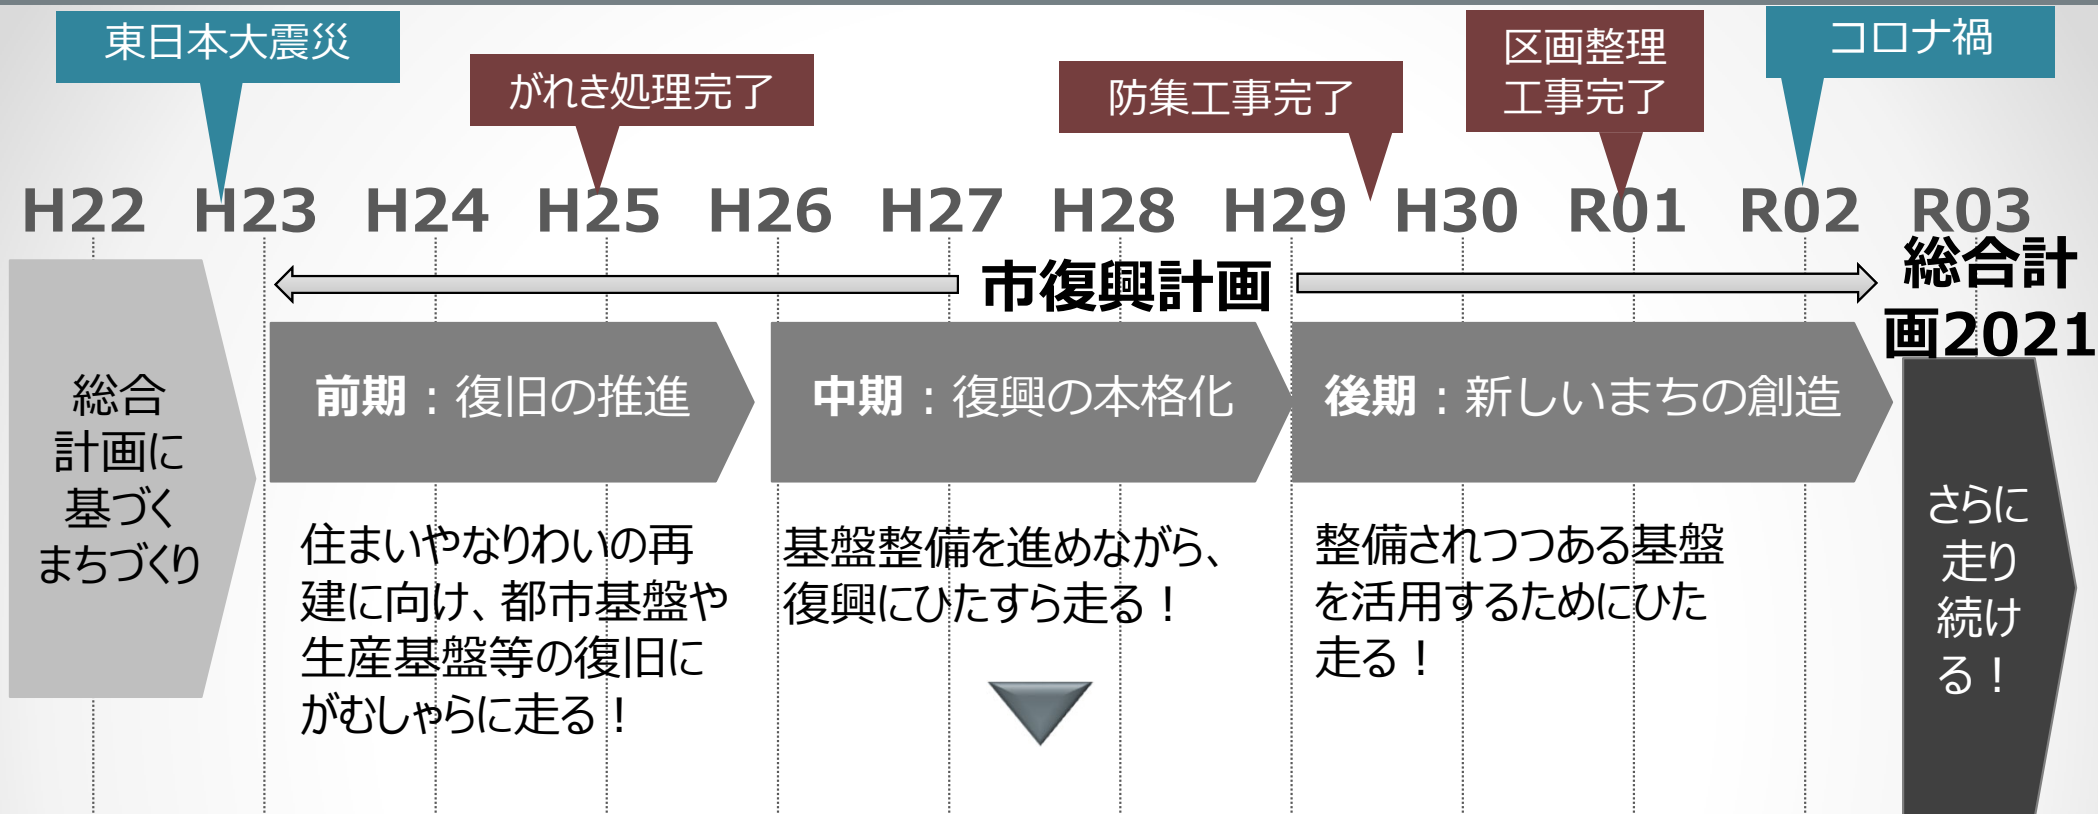 東日本大震災
がれき処理完了
防集工事完了
区画整理
工事完了
コロナ禍
H22 H23 H24 H25 H26 H27 H28 H29 H30 R01 R02 R03
市復興計画
総合計
画2021
総合
計画に
基づく
まちづくり
前期：復旧の推進
中期：復興の本格化
後期：新しいまちの創造
住まいやなりわいの再
建に向け、都市基盤や
生産基盤等の復旧に
がむしゃらに走る！
基盤整備を進めながら、
復興にひたすら走る！
整備されつつある基盤
を活用するためにひた
走る！
さらに
走り
続け
る！